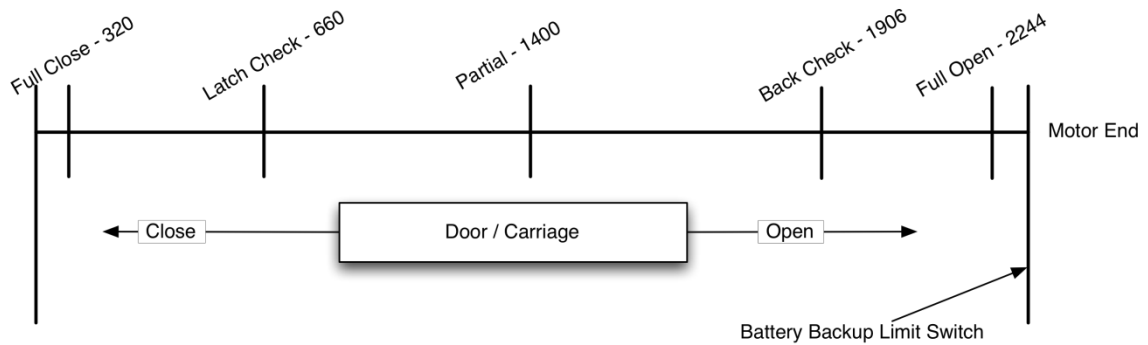 Full Close - 320
Latch Check - 660
Partial - 1400
Back Check - 1906
Full Open - 2244
Motor End
Close
Door / Carriage
Open
Battery Backup Limit Switch